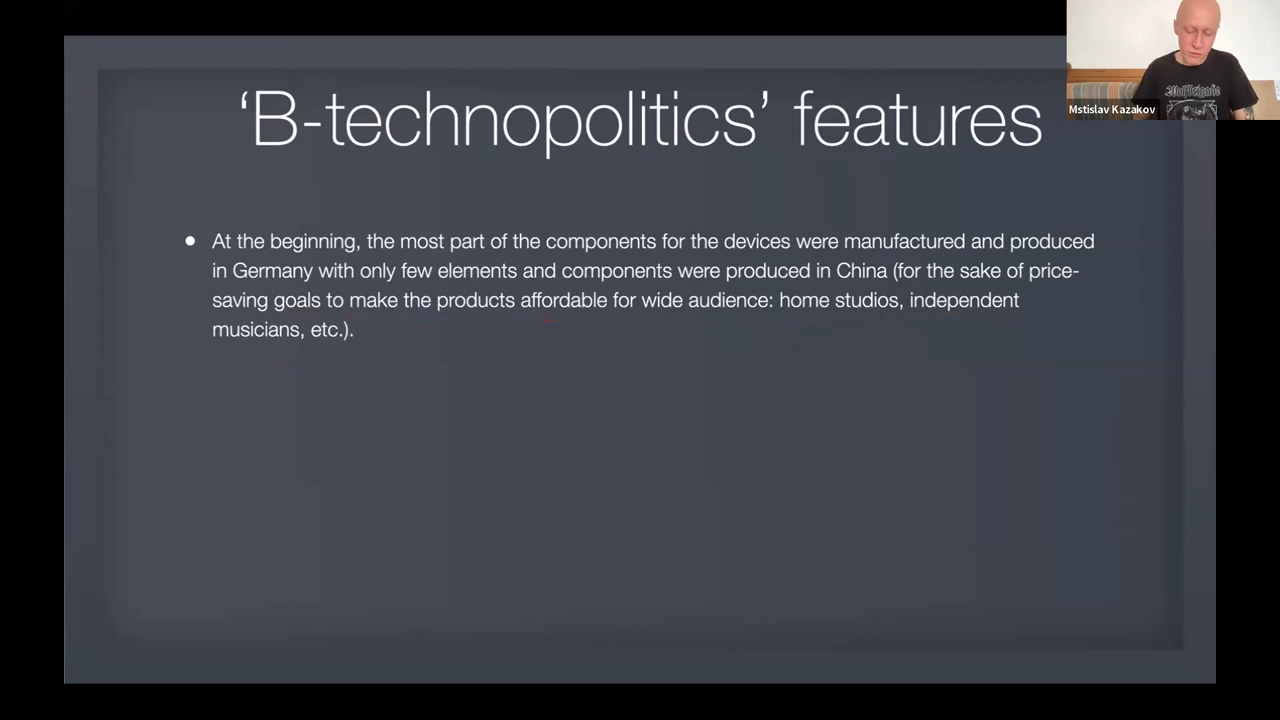 ‘B-technopolitics’ features
Mstislav Kazakov
• At the beginning, the most part of the components for the devices were manufactured and produced
in Germany with only few elements and components were produced in China (for the sake of price-
saving goals to make the products affordable for wide audience: home studios, independent
musicians, etc.).